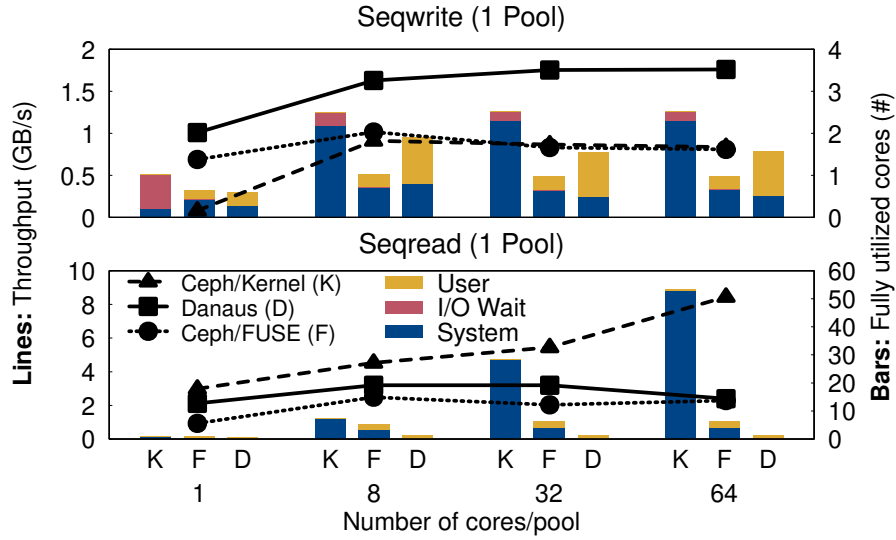 Seqwrite (1 Pool)
2
1.5
1
0.5
0
4
3
2
1
0
Seqread (1 Pool)
10
8
6
4
2
0
60
50
40
30
20
10
0
Ceph/Kernel (K)
Danaus (D)
Ceph/FUSE (F)
User
I/O Wait
System
Lines: Throughput (GB/s)
Bars: Fully utilized cores (#)
K F D K F D K F D K F D
1 8 32 64
Number of cores/pool